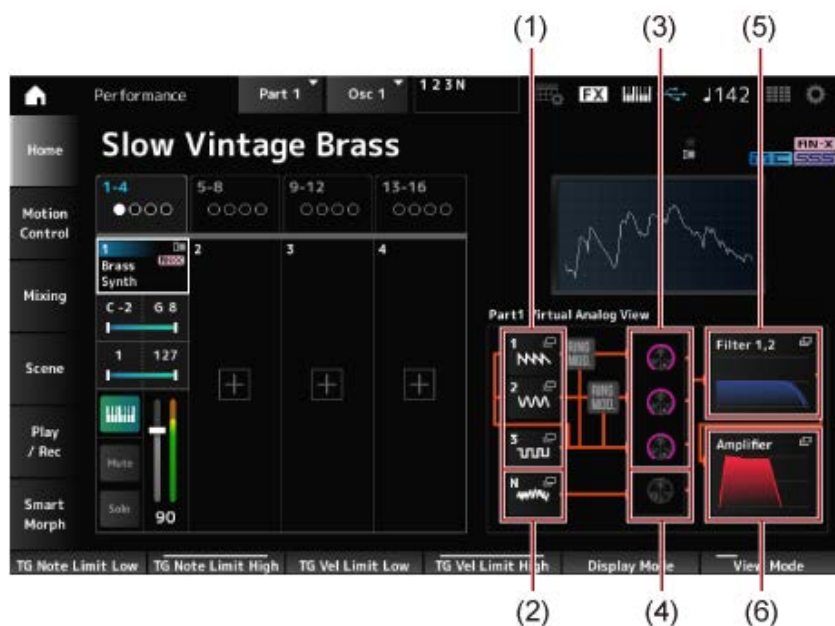 (1) (3) (5)
Performance Part 1 Osc 1 1 2 3 N FX ♩142
Home
Slow Vintage Brass
AN-X
1-4 5-8 9-12 13-16
Motion
Control
1 2 3 4
Brass
Synth
Mixing
C -2 G 8
Part1 Virtual Analog View
1 127
Scene
1 RING
MOD.
Filter 1,2
2 RING
MOD.
Play
/ Rec
Mute
3
Amplifier
Smart
Morph
Solo
90
N
TG Note Limit Low TG Note Limit High TG Vel Limit Low TG Vel Limit High Display Mode View Mode
(2) (4) (6)